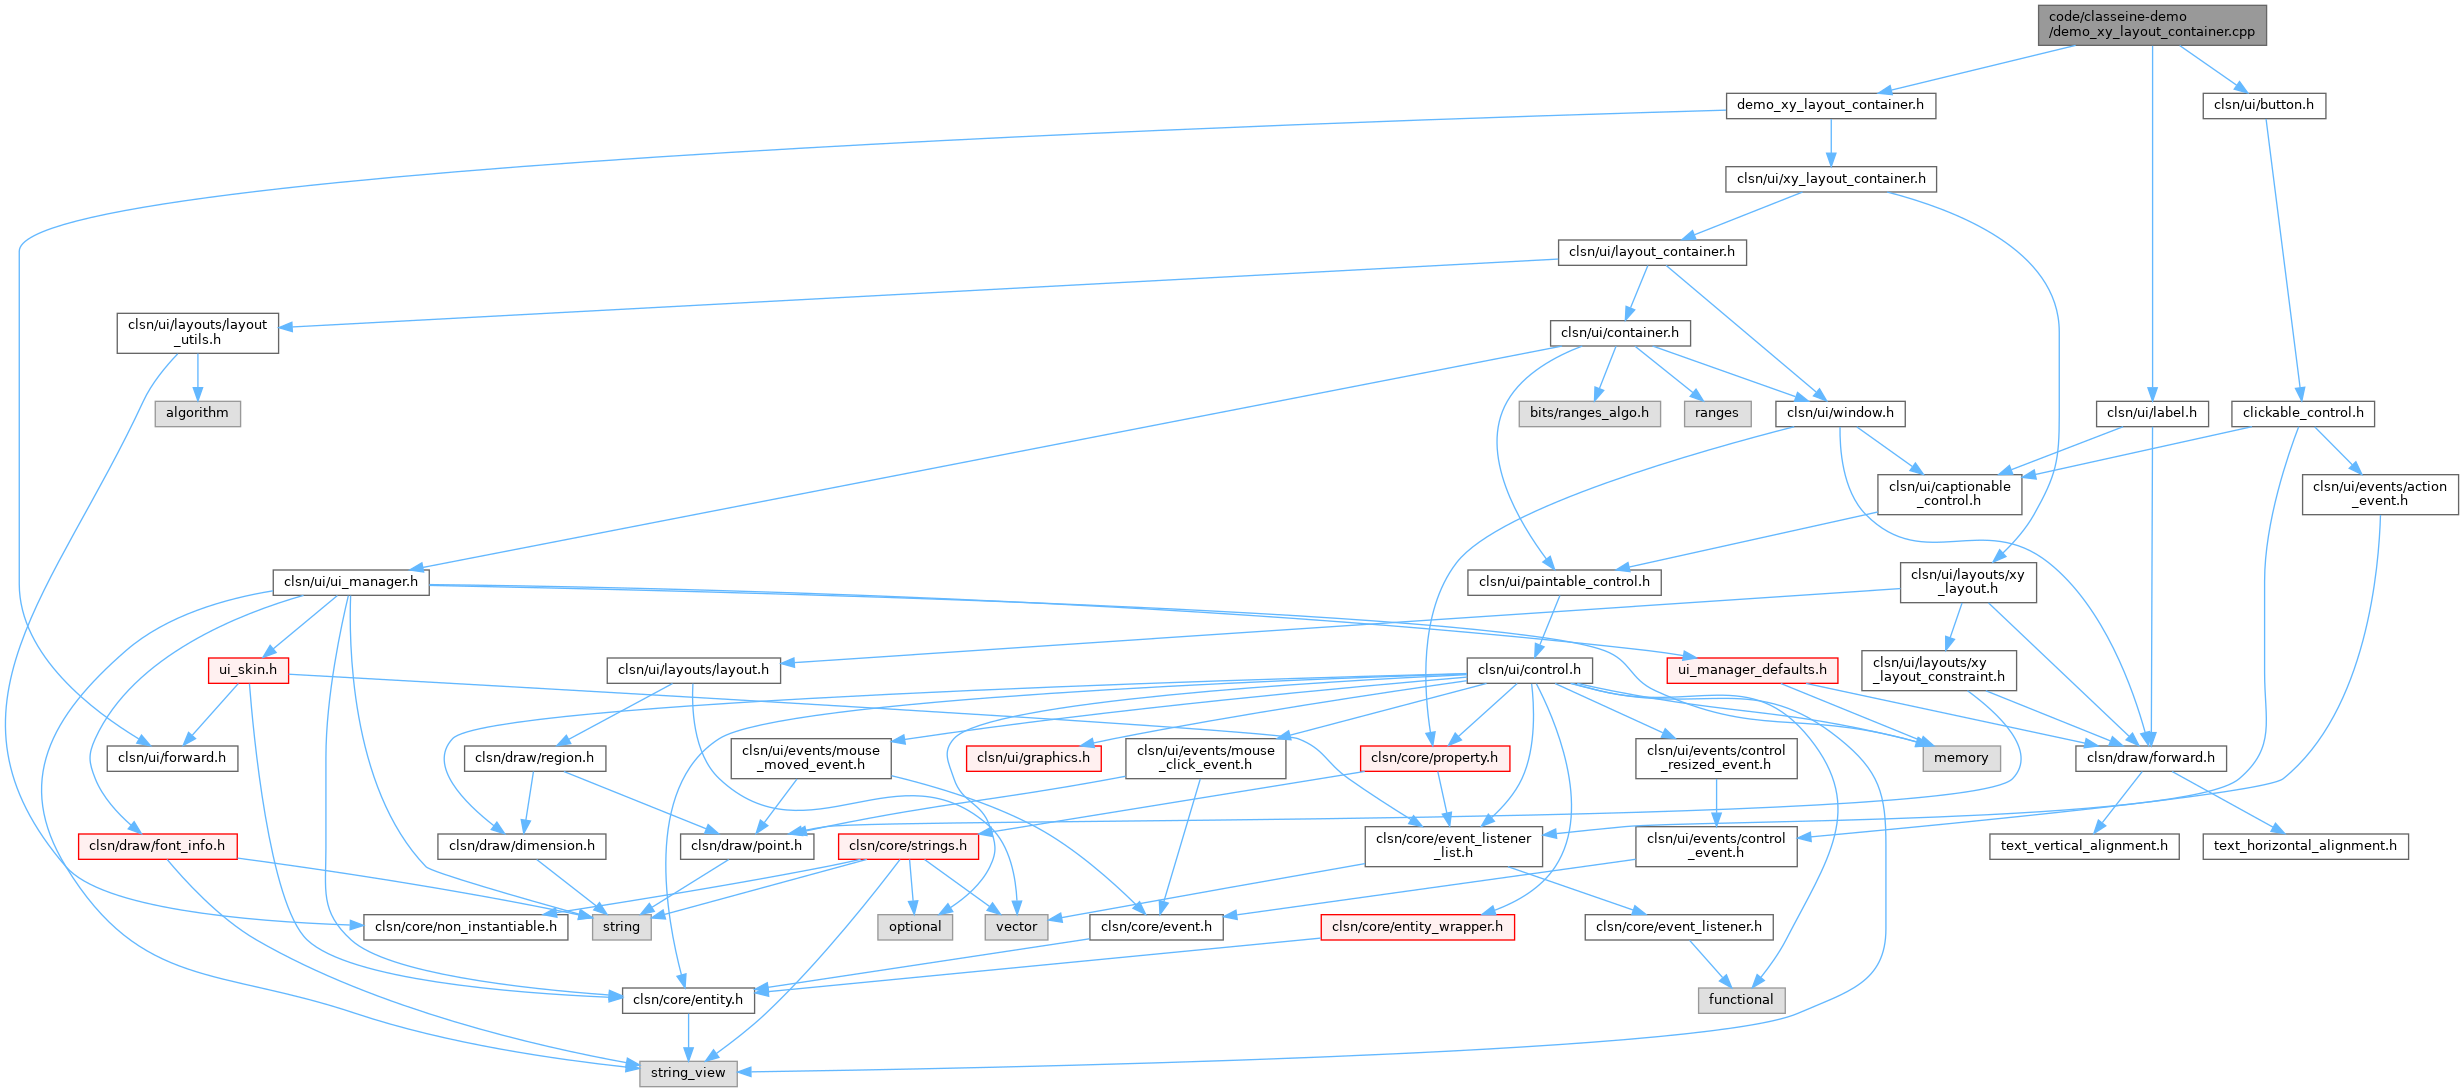 code/classeine-demo
/demo_xy_layout_container.cpp
demo_xy_layout_container.h
clsn/ui/button.h
clsn/ui/xy_layout_container.h
clsn/ui/layout_container.h
clsn/ui/layouts/layout
_utils.h
clsn/ui/container.h
algorithm
bits/ranges_algo.h
ranges
clsn/ui/window.h
clsn/ui/label.h
clickable_control.h
clsn/ui/captionable
_control.h
clsn/ui/events/action
_event.h
clsn/ui/ui_manager.h
clsn/ui/paintable_control.h
clsn/ui/layouts/xy
_layout.h
ui_skin.h
clsn/ui/layouts/layout.h
clsn/ui/control.h
ui_manager_defaults.h
clsn/ui/layouts/xy
_layout_constraint.h
clsn/ui/forward.h
clsn/draw/region.h
clsn/ui/events/mouse
_moved_event.h
clsn/ui/graphics.h
clsn/ui/events/mouse
_click_event.h
clsn/core/property.h
clsn/ui/events/control
_resized_event.h
memory
clsn/draw/forward.h
clsn/draw/font_info.h
clsn/draw/dimension.h
clsn/draw/point.h
clsn/core/strings.h
clsn/core/event_listener
_list.h
clsn/ui/events/control
_event.h
text_vertical_alignment.h
text_horizontal_alignment.h
clsn/core/non_instantiable.h
string
optional
vector
clsn/core/event.h
clsn/core/entity_wrapper.h
clsn/core/event_listener.h
clsn/core/entity.h
functional
string_view